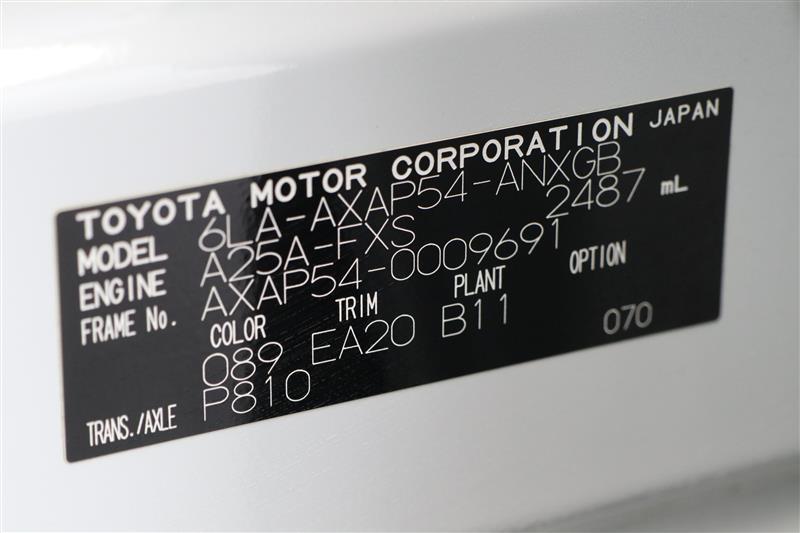 TOYOTA MOTOR CORPORATION JAPAN
MODEL 6LA-AXAP54-ANXGB
ENGINE A25A-FXS 2487 mL
FRAME No. AXAP54-0009691
COLOR TRIM PLANT OPTION
089 EA20 B11 070
TRANS./AXLE P810